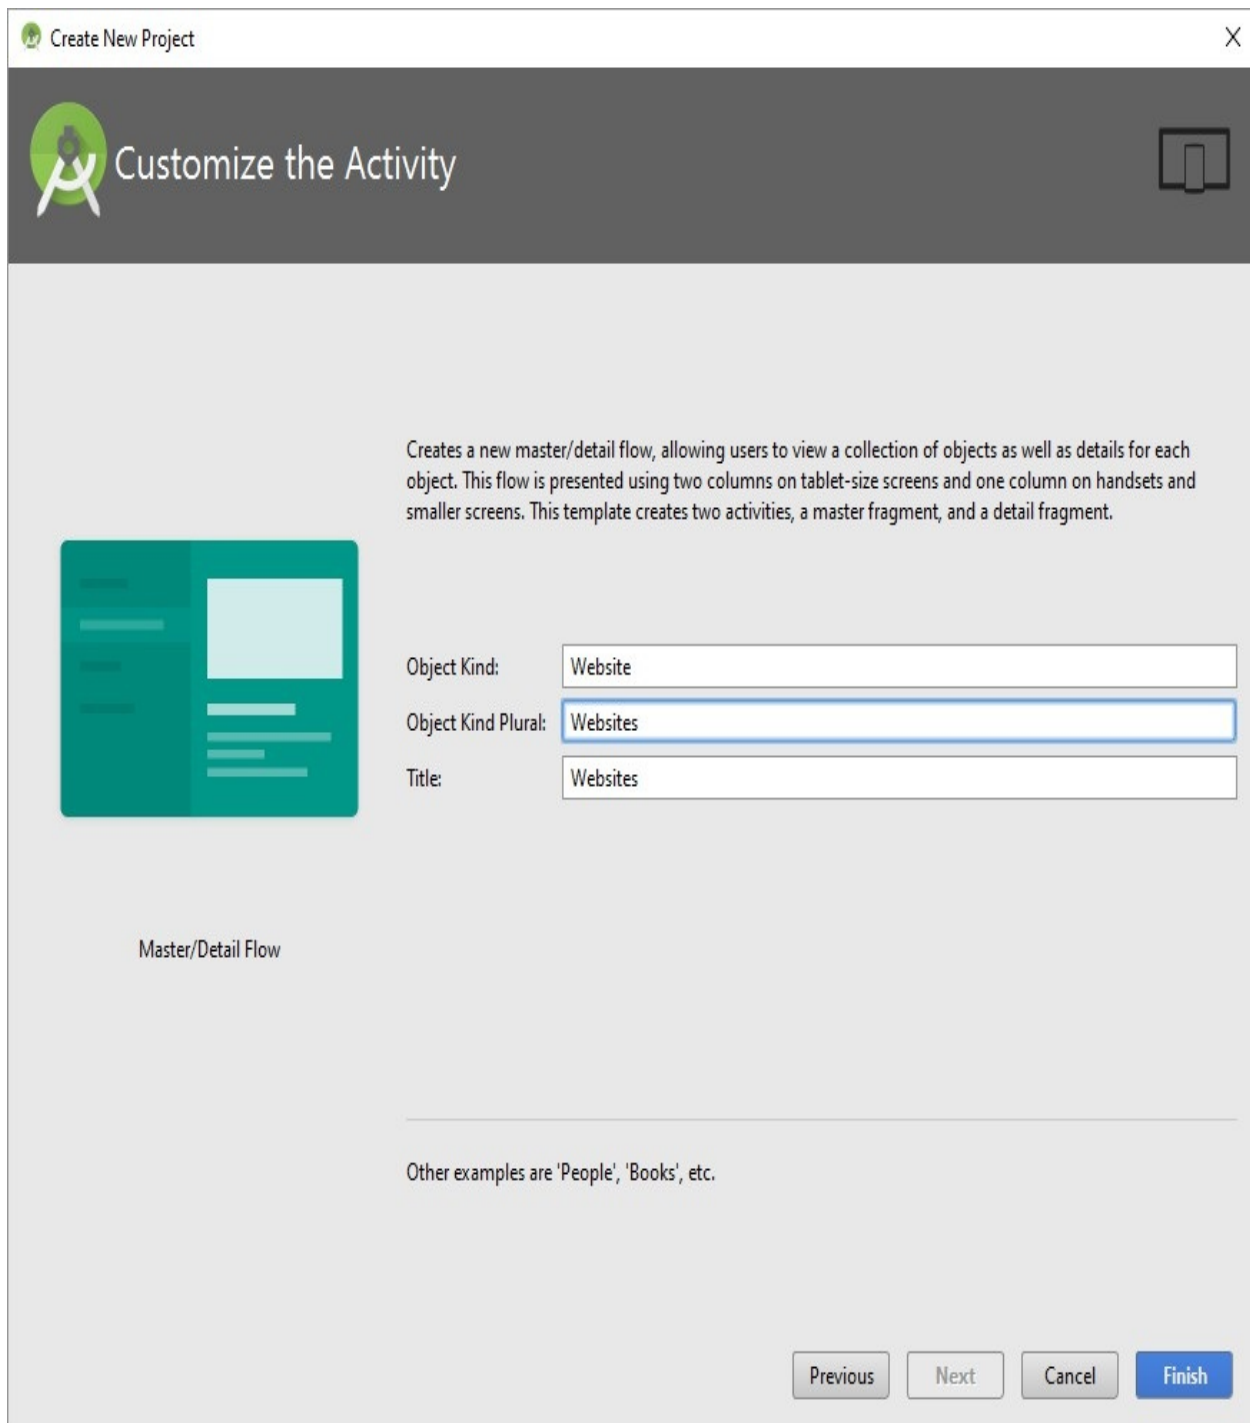 Create New Project
X
Customize the Activity
Creates a new master/detail flow, allowing users to view a collection of objects as well as details for each
object. This flow is presented using two columns on tablet-size screens and one column on handsets and
smaller screens. This template creates two activities, a master fragment, and a detail fragment.
Object Kind: Website
Object Kind Plural: Websites
Title: Websites
Master/Detail Flow
Other examples are 'People', 'Books', etc.
Previous Next Cancel Finish